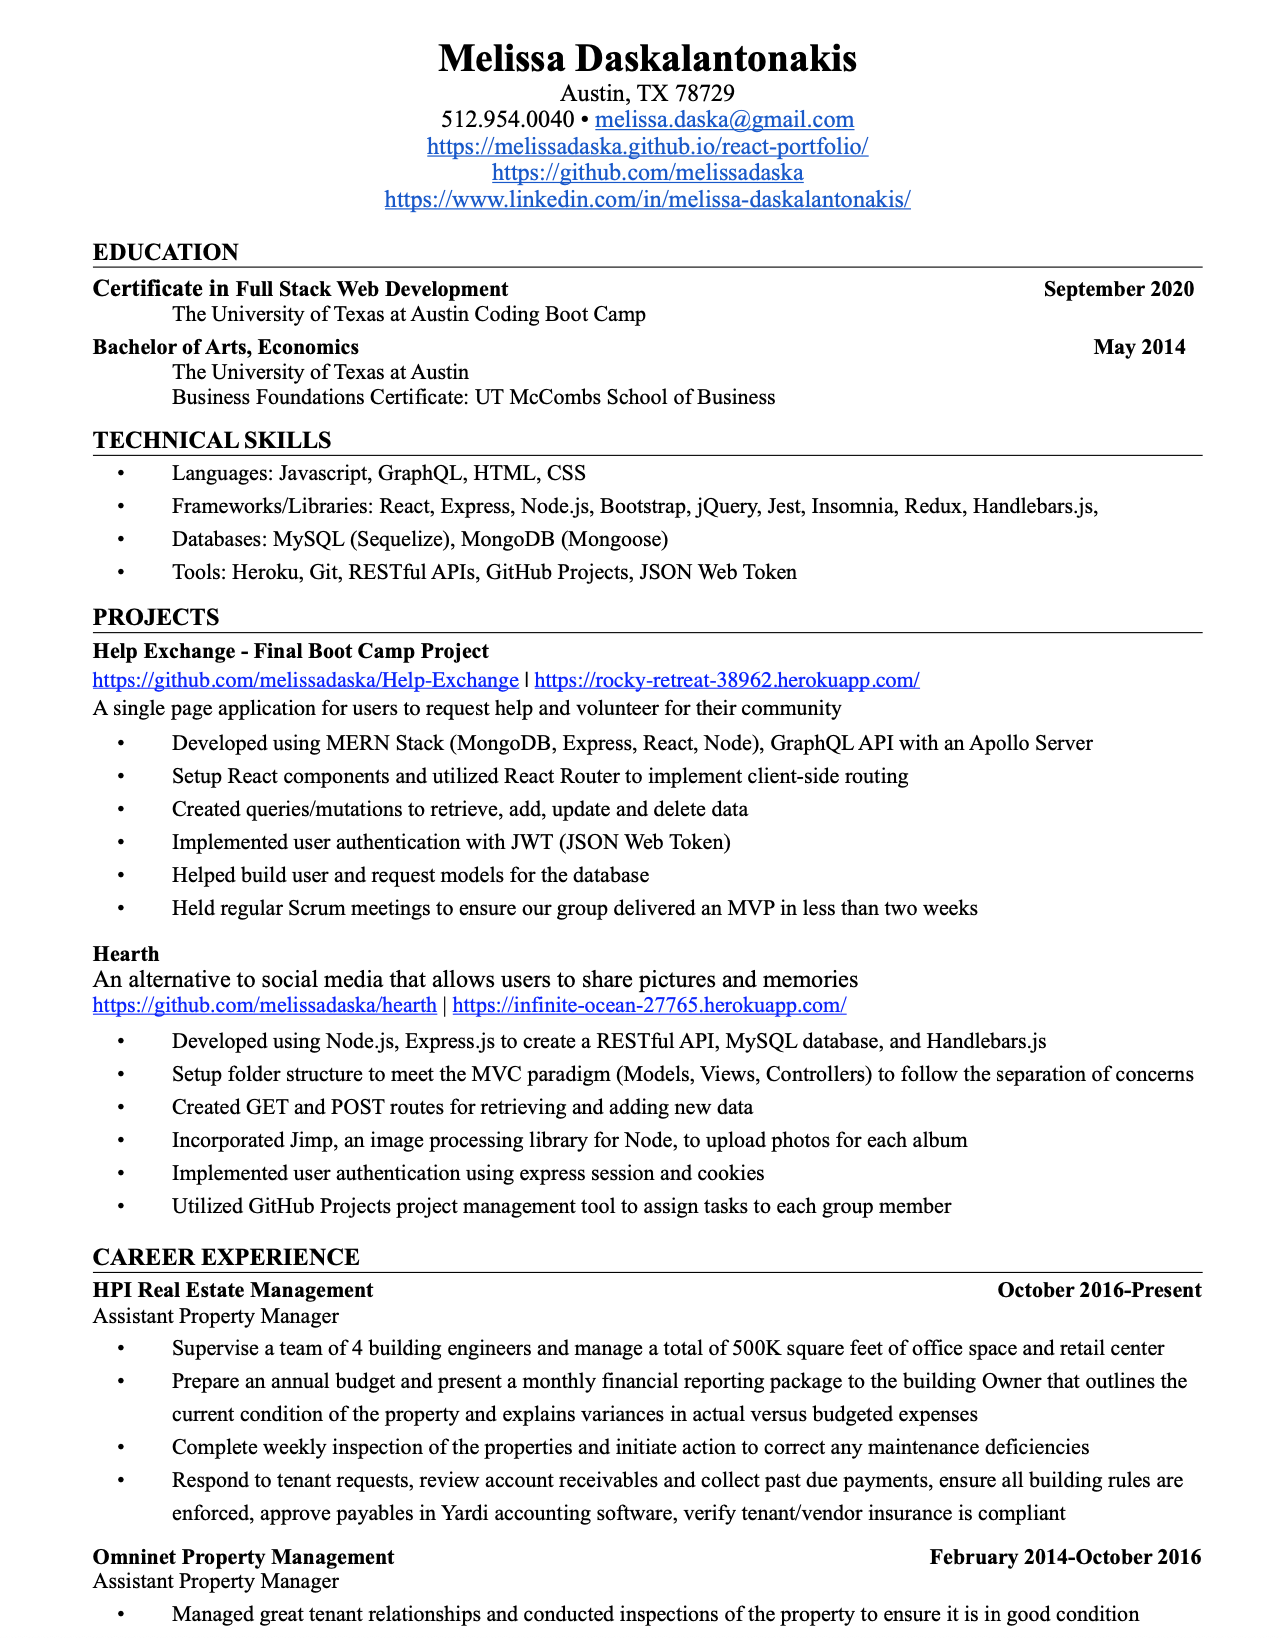 Melissa Daskalantonakis
Austin, TX 78729
512.954.0040 • melissa.daska@gmail.com
https://melissadaska.github.io/react-portfolio/
https://github.com/melissadaska
https://www.linkedin.com/in/melissa-daskalantonakis/
EDUCATION
Certificate in Full Stack Web Development September 2020
The University of Texas at Austin Coding Boot Camp
Bachelor of Arts, Economics May 2014
The University of Texas at Austin
Business Foundations Certificate: UT McCombs School of Business
TECHNICAL SKILLS
• Languages: Javascript, GraphQL, HTML, CSS
• Frameworks/Libraries: React, Express, Node.js, Bootstrap, jQuery, Jest, Insomnia, Redux, Handlebars.js,
• Databases: MySQL (Sequelize), MongoDB (Mongoose)
• Tools: Heroku, Git, RESTful APIs, GitHub Projects, JSON Web Token
PROJECTS
Help Exchange - Final Boot Camp Project
https://github.com/melissadaska/Help-Exchange | https://rocky-retreat-38962.herokuapp.com/
A single page application for users to request help and volunteer for their community
• Developed using MERN Stack (MongoDB, Express, React, Node), GraphQL API with an Apollo Server
• Setup React components and utilized React Router to implement client-side routing
• Created queries/mutations to retrieve, add, update and delete data
• Implemented user authentication with JWT (JSON Web Token)
• Helped build user and request models for the database
• Held regular Scrum meetings to ensure our group delivered an MVP in less than two weeks
Hearth
An alternative to social media that allows users to share pictures and memories
https://github.com/melissadaska/hearth | https://infinite-ocean-27765.herokuapp.com/
• Developed using Node.js, Express.js to create a RESTful API, MySQL database, and Handlebars.js
• Setup folder structure to meet the MVC paradigm (Models, Views, Controllers) to follow the separation of concerns
• Created GET and POST routes for retrieving and adding new data
• Incorporated Jimp, an image processing library for Node, to upload photos for each album
• Implemented user authentication using express session and cookies
• Utilized GitHub Projects project management tool to assign tasks to each group member
CAREER EXPERIENCE
HPI Real Estate Management October 2016-Present
Assistant Property Manager
• Supervise a team of 4 building engineers and manage a total of 500K square feet of office space and retail center
• Prepare an annual budget and present a monthly financial reporting package to the building Owner that outlines the
current condition of the property and explains variances in actual versus budgeted expenses
• Complete weekly inspection of the properties and initiate action to correct any maintenance deficiencies
• Respond to tenant requests, review account receivables and collect past due payments, ensure all building rules are
enforced, approve payables in Yardi accounting software, verify tenant/vendor insurance is compliant
Omninet Property Management February 2014-October 2016
Assistant Property Manager
• Managed great tenant relationships and conducted inspections of the property to ensure it is in good condition